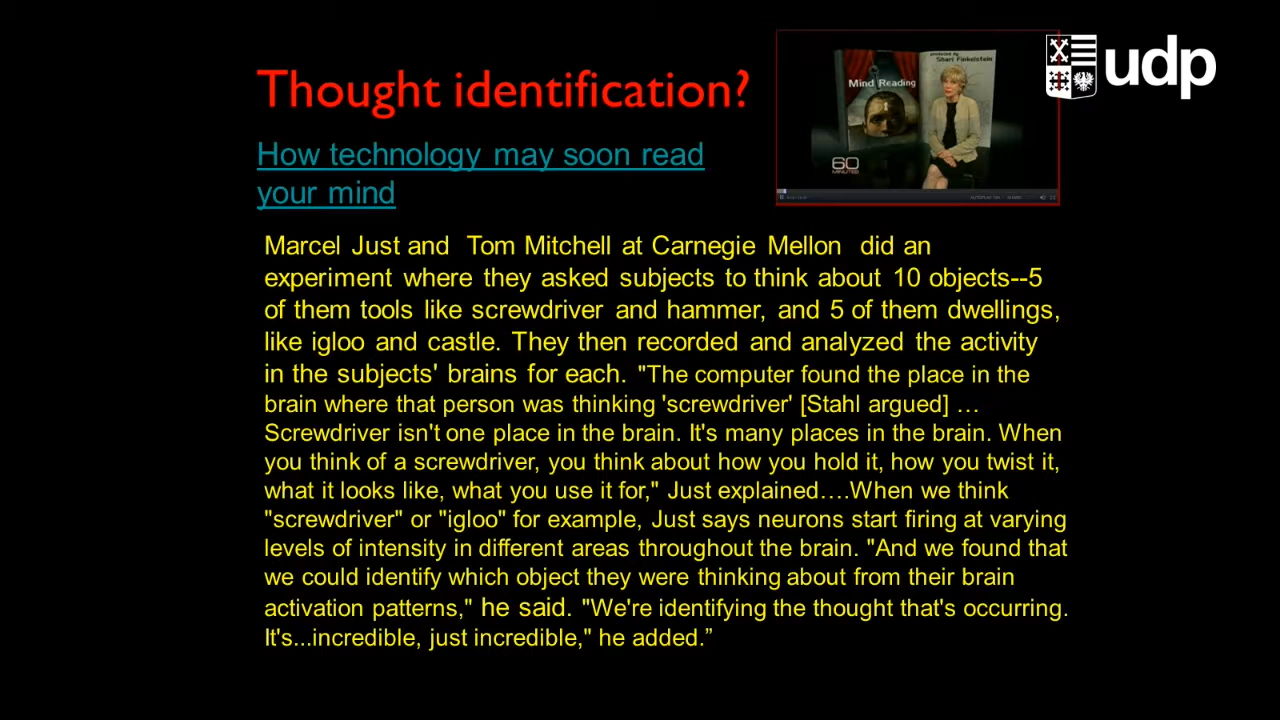 Thought identification?
How technology may soon read
your mind
produced by
Shari Finkelstein
Mind Reading
60
MINUTES
udp
Marcel Just and Tom Mitchell at Carnegie Mellon did an
experiment where they asked subjects to think about 10 objects--5
of them tools like screwdriver and hammer, and 5 of them dwellings,
like igloo and castle. They then recorded and analyzed the activity
in the subjects' brains for each. "The computer found the place in the
brain where that person was thinking 'screwdriver' [Stahl argued] …
Screwdriver isn't one place in the brain. It's many places in the brain. When
you think of a screwdriver, you think about how you hold it, how you twist it,
what it looks like, what you use it for," Just explained….When we think
"screwdriver" or "igloo" for example, Just says neurons start firing at varying
levels of intensity in different areas throughout the brain. "And we found that
we could identify which object they were thinking about from their brain
activation patterns," he said. "We're identifying the thought that's occurring.
It's...incredible, just incredible," he added.”